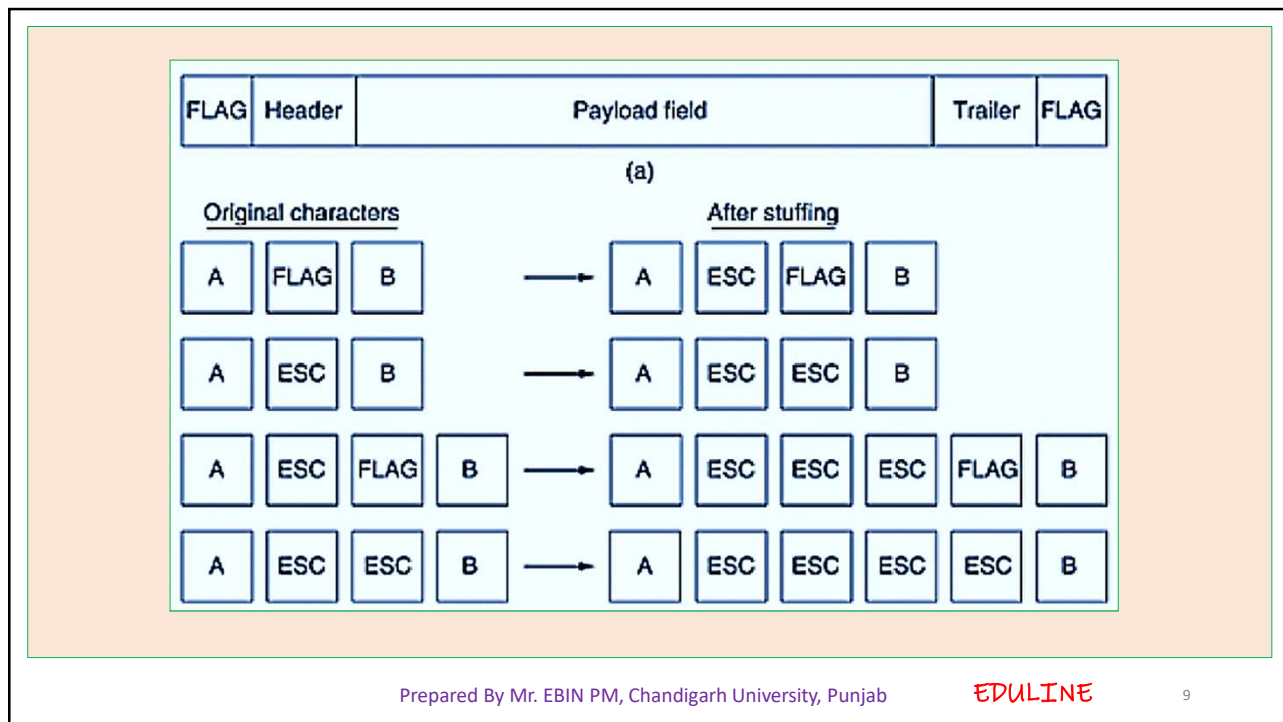 FLAG Header Payload field Trailer FLAG
(a)
Original characters After stuffing
A FLAG B A ESC FLAG B
A ESC B A ESC ESC B
A ESC FLAG B A ESC ESC ESC FLAG B
A ESC ESC B A ESC ESC ESC ESC B
Prepared By Mr. EBIN PM, Chandigarh University, Punjab EDULINE 9